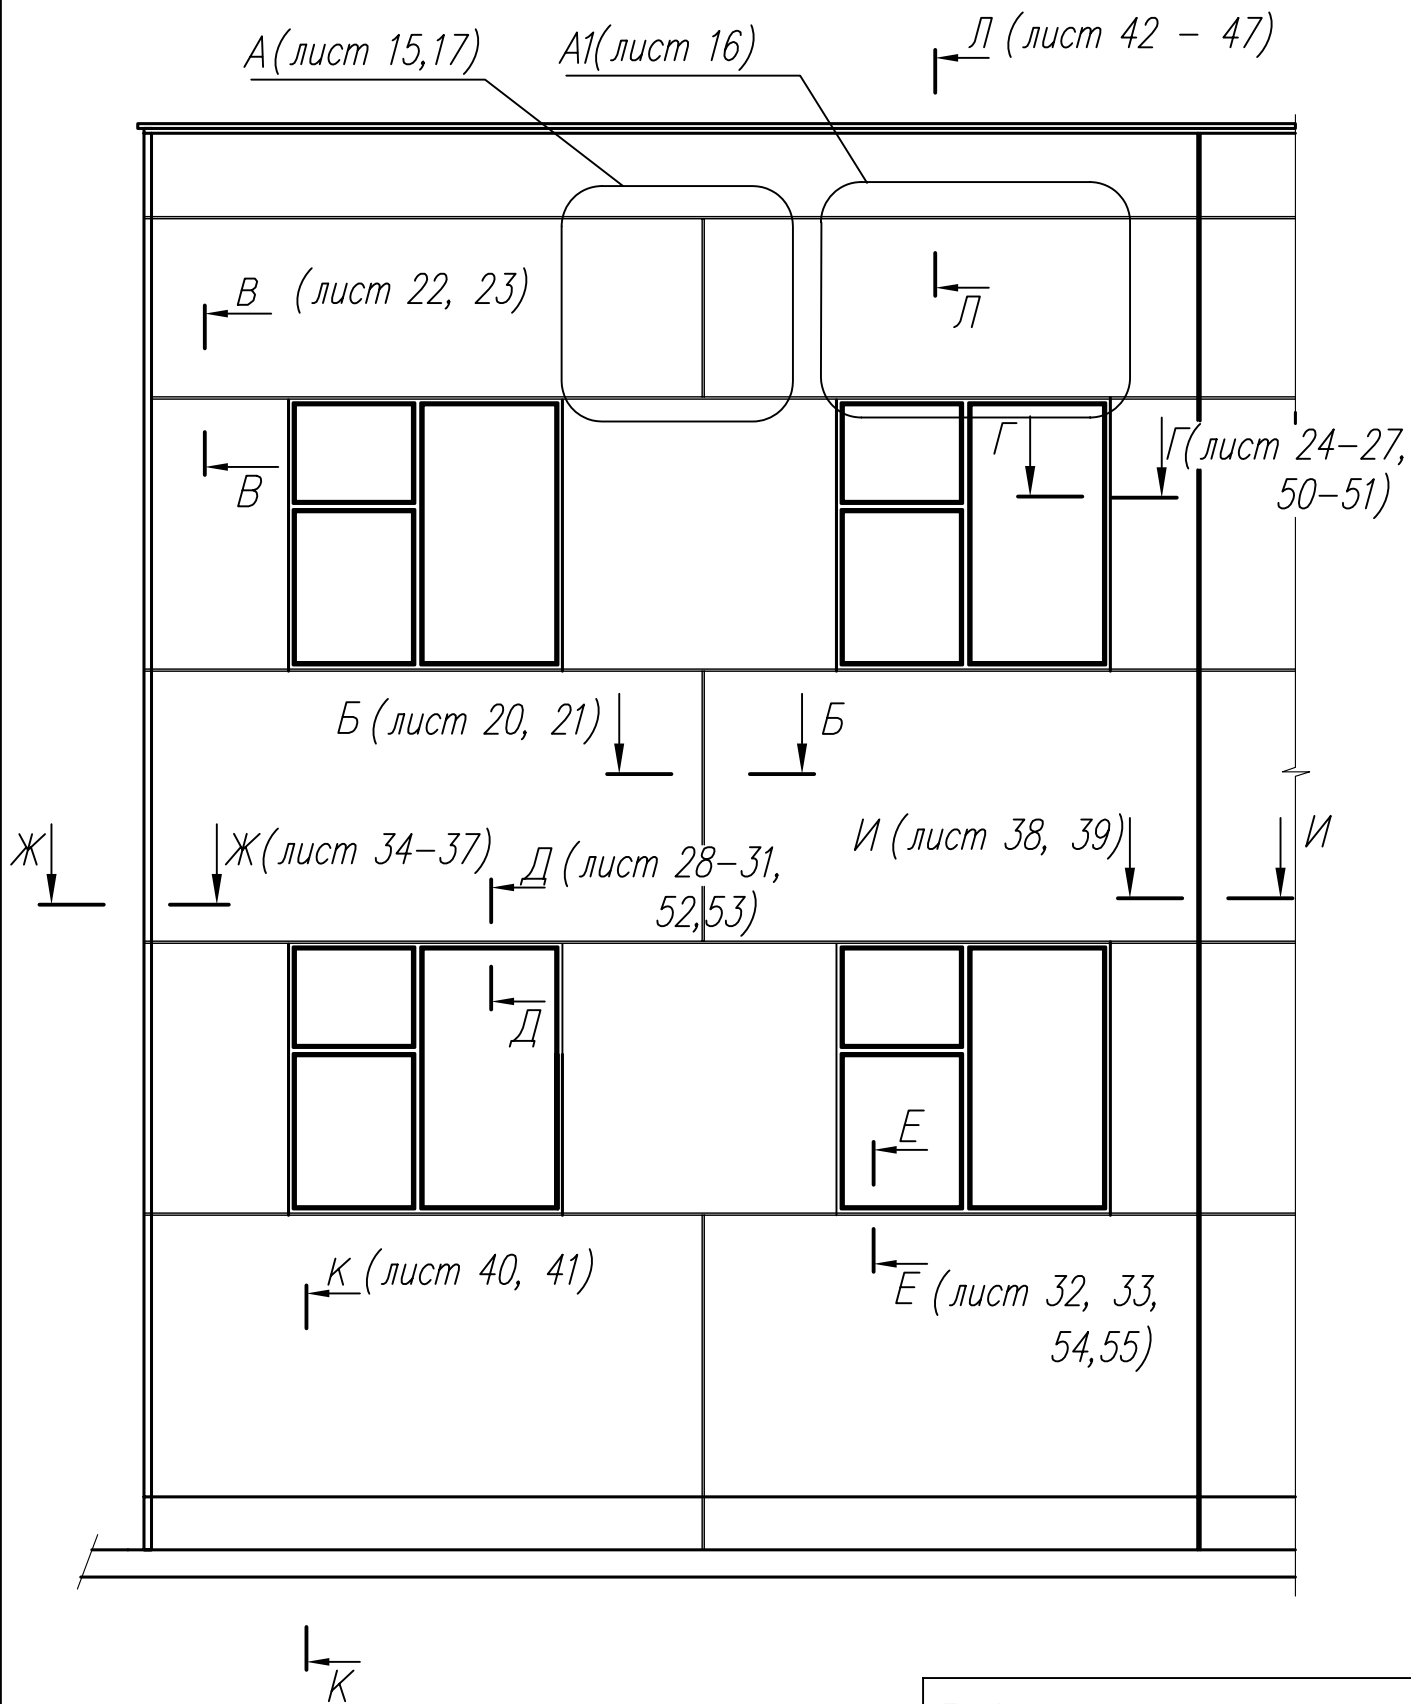 А (лист 15,17)
А1(лист 16)
Л (лист 42 - 47)
В (лист 22, 23)
Л
В
Г
Г(лист 24-27,
50-51)
Б (лист 20, 21)
Б
Ж
Ж(лист 34-37)
Д (лист 28-31,
52,53)
И (лист 38, 39)
И
Д
Е
К (лист 40, 41)
Е (лист 32, 33,
54,55)
К